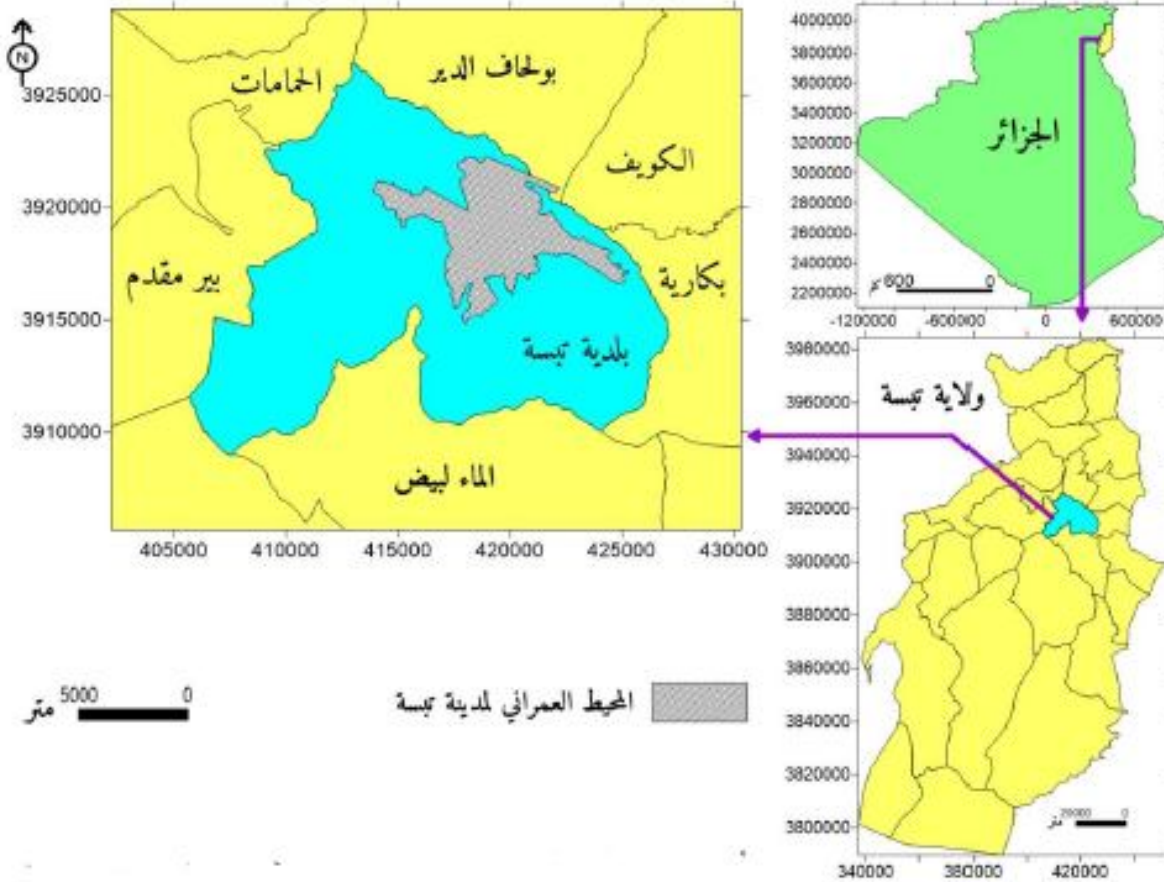 N
الحمامات
بولحاف الدير
الكويف
بير مقدم
بكارية
بلدية تبسة
الماء لبيض
3925000
3920000
3915000
3910000
405000 410000 415000 420000 425000 430000
متر 5000 0
المحيط العمراني لمدينة تبسة
الجزائر
4000000
3800000
3600000
3400000
3200000
3000000
2800000
2600000
2400000
2200000
كم 600 0
-1200000 -600000 0 600000
ولاية تبسة
3980000
3960000
3940000
3920000
3900000
3880000
3860000
3840000
3820000
3800000
متر 20000 0
340000 380000 420000